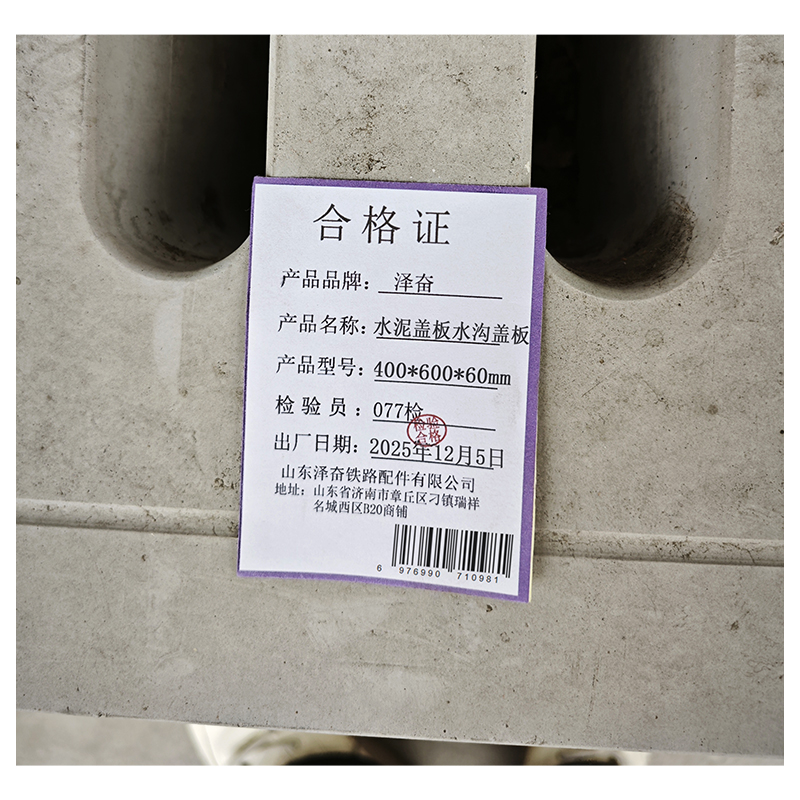 合格证
产品品牌：泽奋
产品名称：水泥盖板水沟盖板
产品型号：400*600*60mm
检验员：077检
检验
合格
出厂日期：2025年12月5日
山东泽奋铁路配件有限公司
地址：山东省济南市章丘区刁镇瑞祥
名城西区B20商铺
6 976990 710981